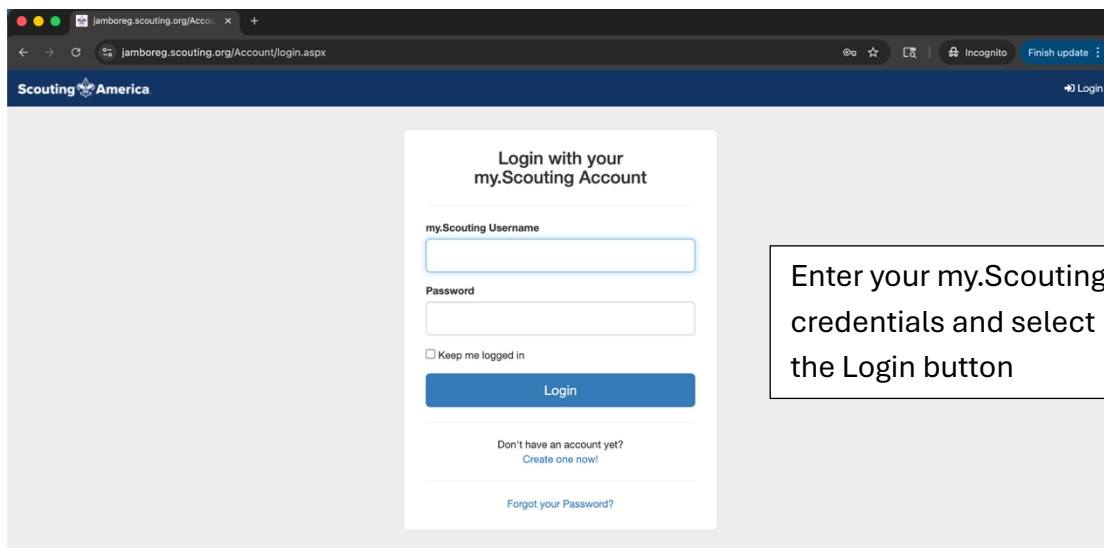 jamboreg.scouting.org/Accou
jamboreg.scouting.org/Account/login.aspx
Incognito
Finish update
Scouting America
Login
Login with your
my.Scouting Account
my.Scouting Username
Password
Keep me logged in
Login
Don't have an account yet?
Create one now!
Forgot your Password?
Enter your my.Scouting
credentials and select
the Login button